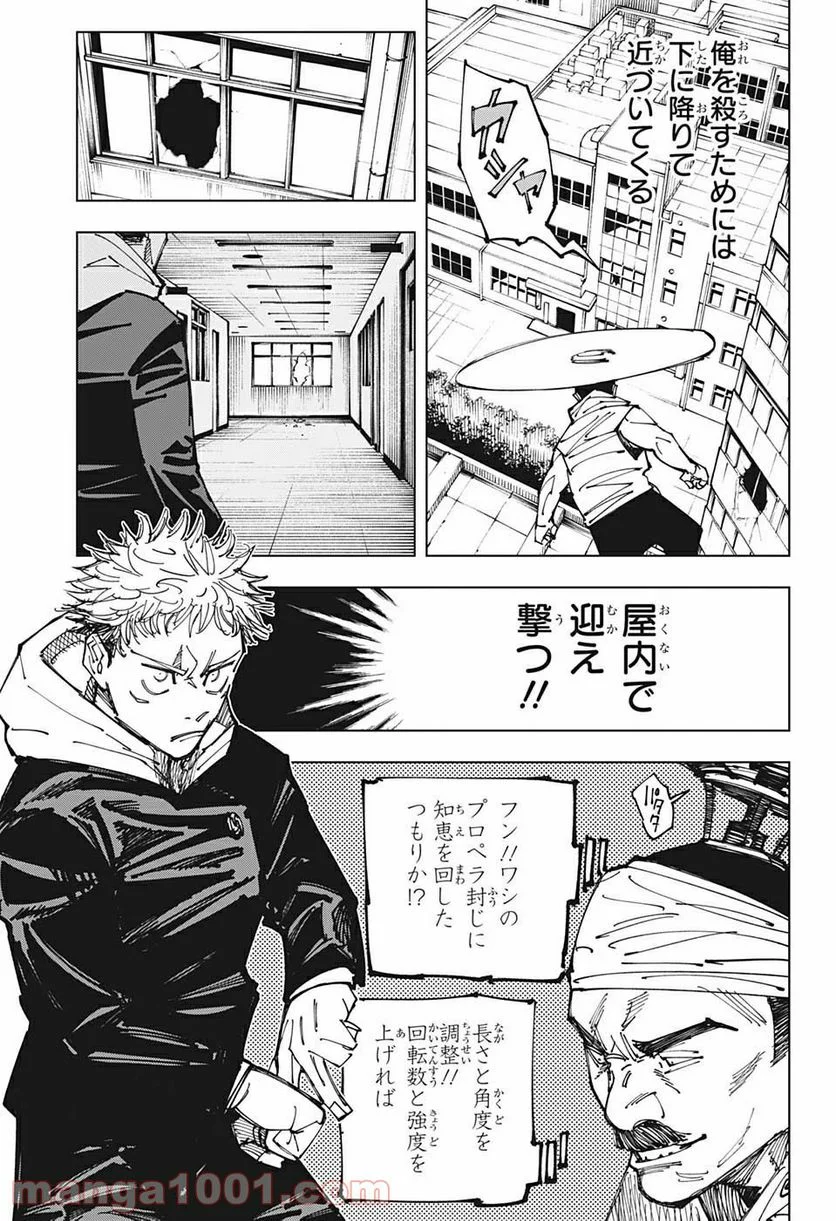 俺を殺すためには
下に降りて
近づいてくる
ガシャ
屋内で
迎え
撃つ!!
パタタ
フン!!ワシの
プロペラ封じに
知恵を回した
つもりか!?
長さと角度を
調整!!
回転数と強度を
上げれば
manga1001.com